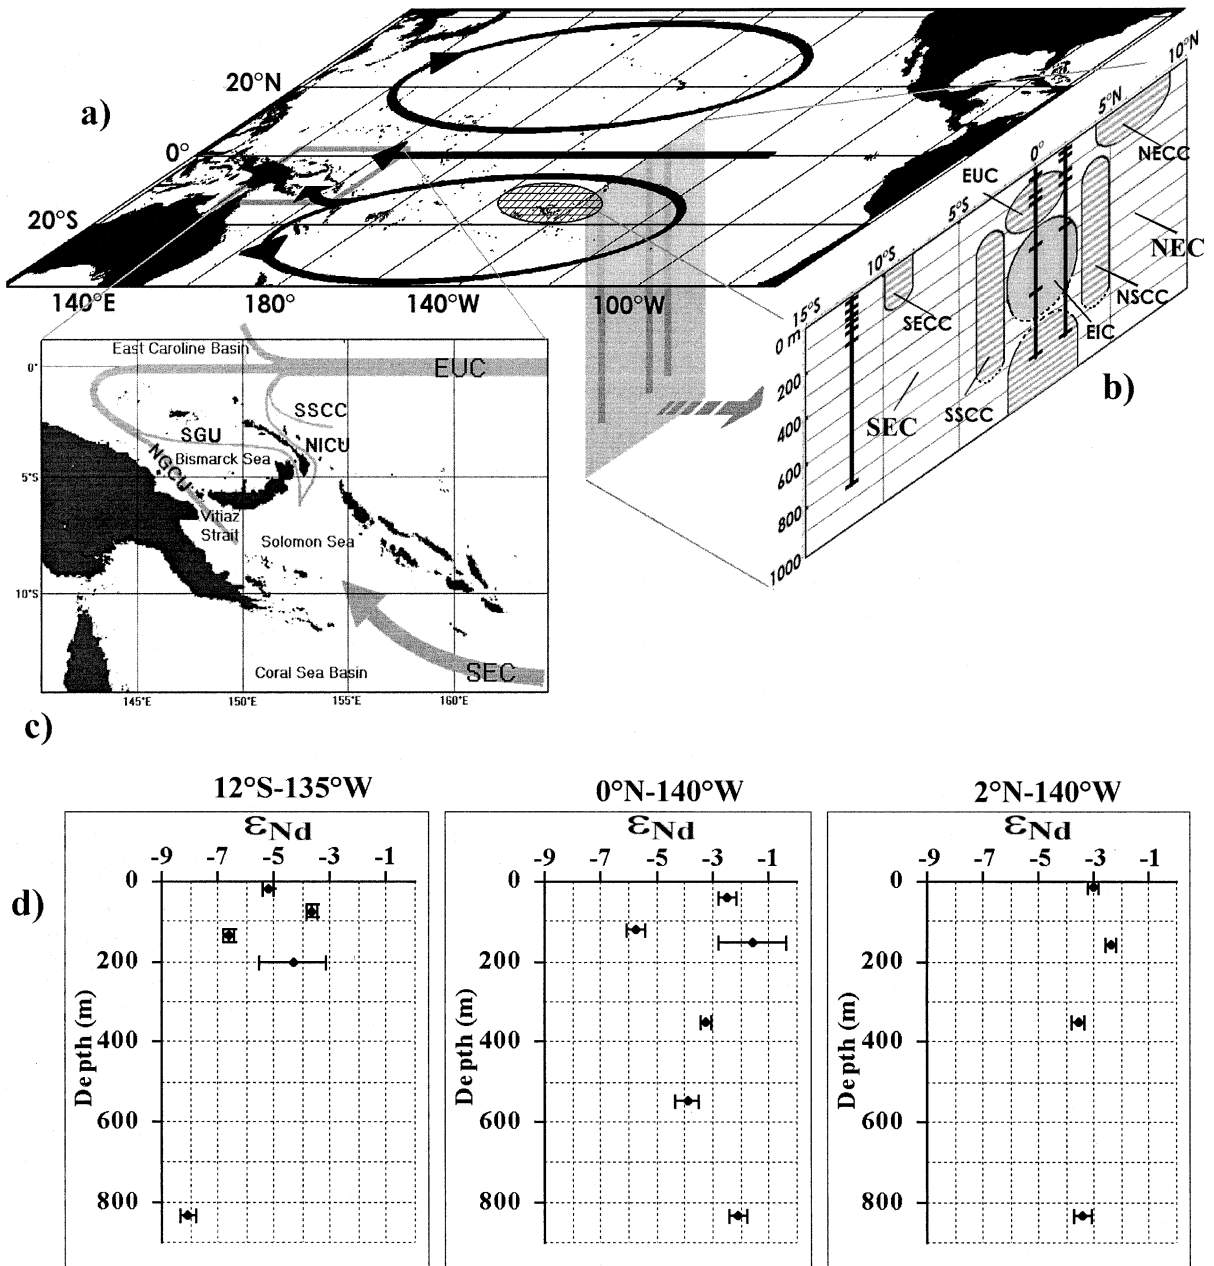 a)
20°N
0°
20°S
140°E
180°
140°W
100°W
10°N
5°N
0°
5°S
10°S
15°S
NECC
EUC
NEC
NSCC
EIC
SECC
SSCC
SEC
0 m
200
400
600
800
1000
b)
East Caroline Basin
0°
EUC
SSCC
SGU
NICU
Bismarck Sea
NGCU
5°S
Vitiaz
Strait
Solomon Sea
10°S
Coral Sea Basin
SEC
145°E
150°E
155°E
160°E
c)
12°S-135°W
0°N-140°W
2°N-140°W
εNd
εNd
εNd
-9 -7 -5 -3 -1
-9 -7 -5 -3 -1
-9 -7 -5 -3 -1
d)
0
200
400
600
800
Depth (m)
0
200
400
600
800
Depth (m)
0
200
400
600
800
Depth (m)